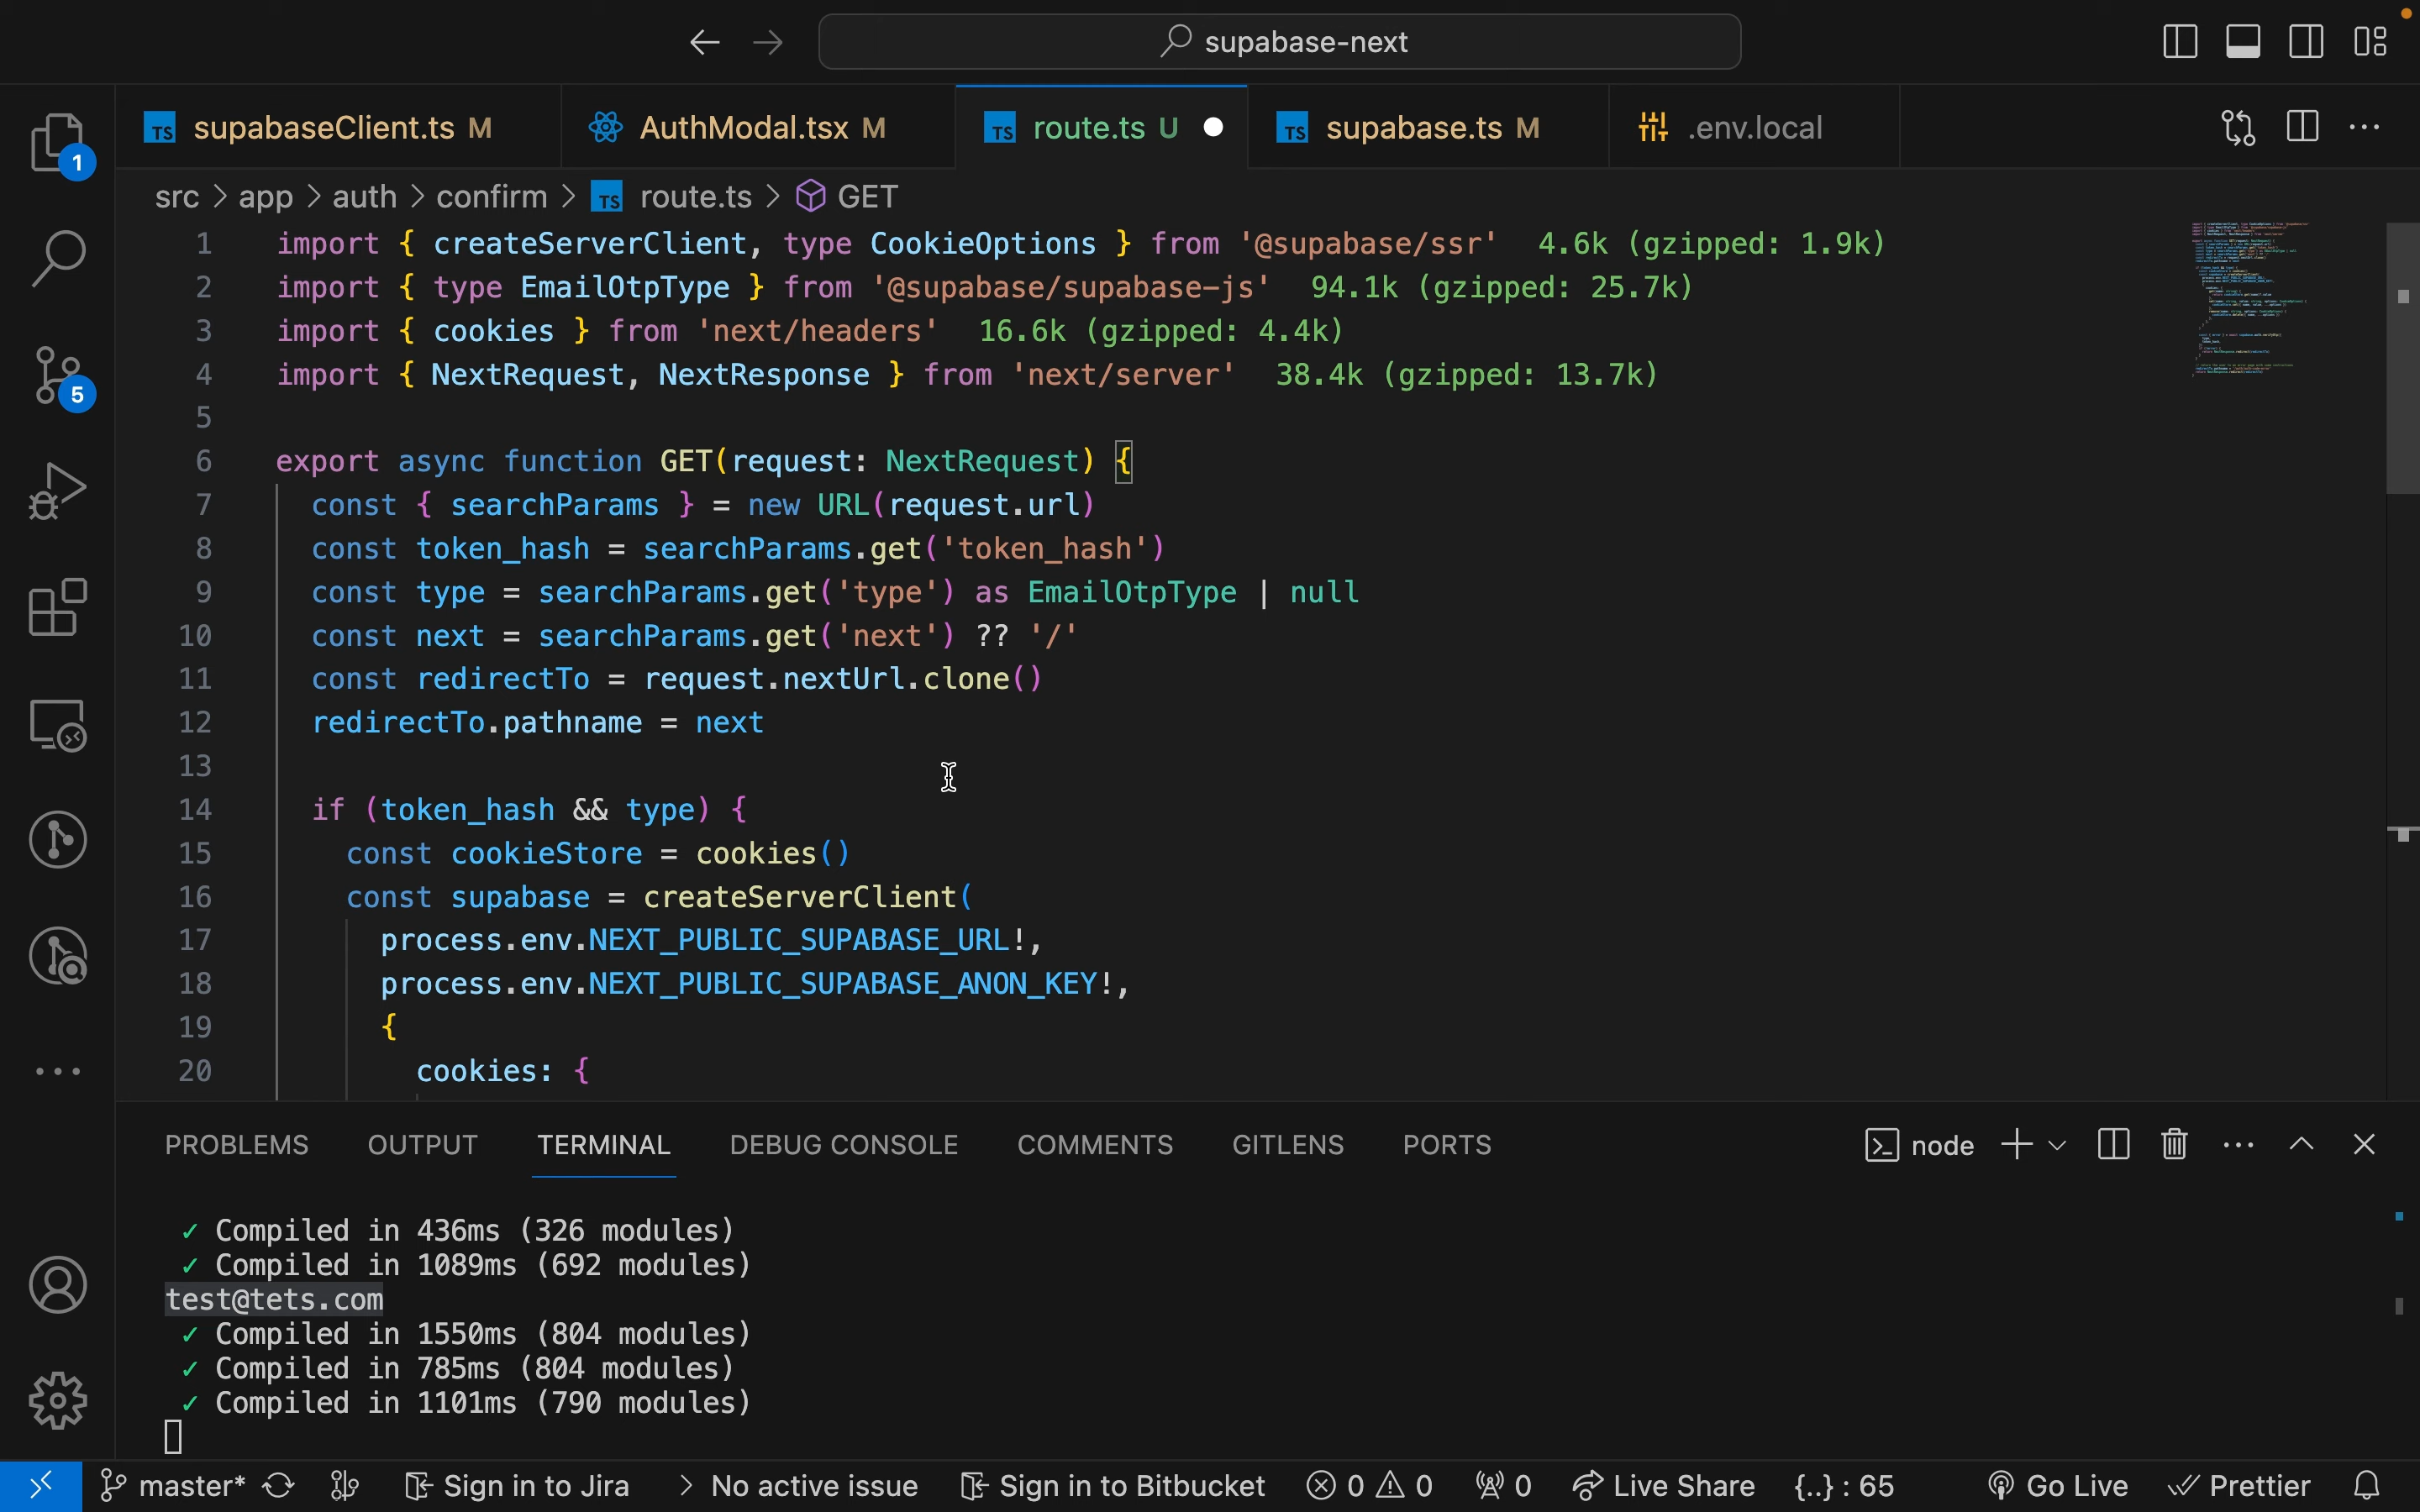 supabase-next
supabaseClient.ts M
AuthModal.tsx M
route.ts U
supabase.ts M
.env.local
1
src > app > auth > confirm > TS route.ts > GET
1 import { createServerClient, type CookieOptions } from '@supabase/ssr' 4.6k (gzipped: 1.9k)
2 import { type EmailOtpType } from '@supabase/supabase-js' 94.1k (gzipped: 25.7k)
3 import { cookies } from 'next/headers' 16.6k (gzipped: 4.4k)
4 import { NextRequest, NextResponse } from 'next/server' 38.4k (gzipped: 13.7k)
5
5
6 export async function GET(request: NextRequest) {
7 const { searchParams } = new URL(request.url)
8 const token_hash = searchParams.get('token_hash')
9 const type = searchParams.get('type') as EmailOtpType | null
10 const next = searchParams.get('next') ?? '/'
11 const redirectTo = request.nextUrl.clone()
12 redirectTo.pathname = next
13
14 if (token_hash && type) {
15 const cookieStore = cookies()
16 const supabase = createServerClient(
17 process.env.NEXT_PUBLIC_SUPABASE_URL!,
18 process.env.NEXT_PUBLIC_SUPABASE_ANON_KEY!,
19 {
20 cookies: {
PROBLEMS OUTPUT TERMINAL DEBUG CONSOLE COMMENTS GITLENS PORTS node
✓ Compiled in 436ms (326 modules)
✓ Compiled in 1089ms (692 modules)
test@tets.com
✓ Compiled in 1550ms (804 modules)
✓ Compiled in 785ms (804 modules)
✓ Compiled in 1101ms (790 modules)
master* Sign in to Jira > No active issue Sign in to Bitbucket 0 0 0 Live Share {..} : 65 Go Live Prettier